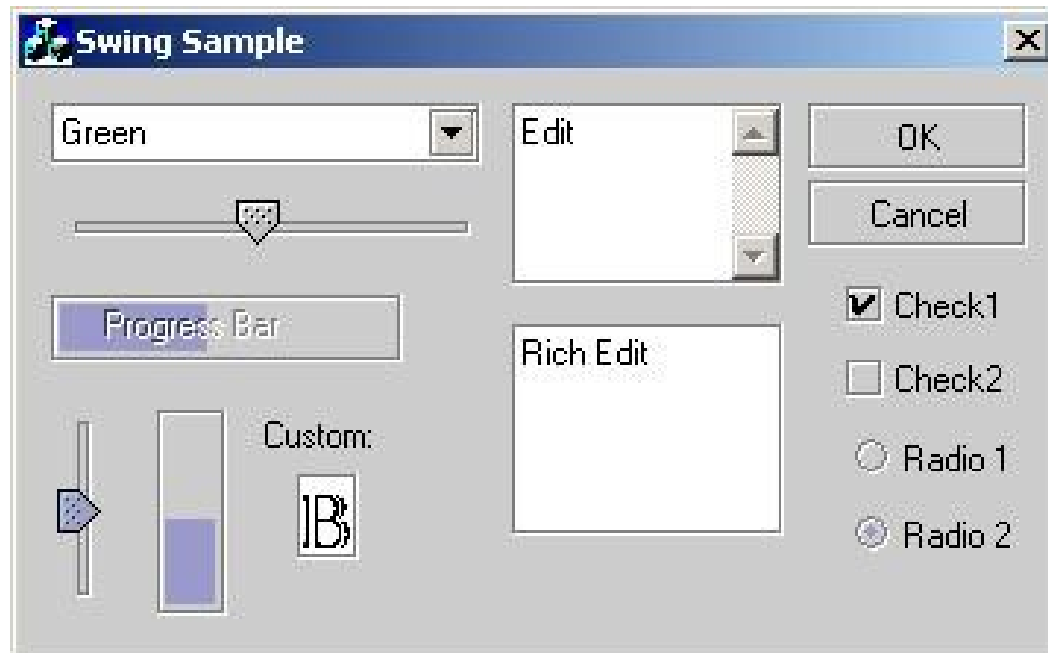 Swing Sample
Green
Edit
OK
Cancel
Progress Bar
Check1
Rich Edit
Check2
Custom:
Radio 1
B
Radio 2